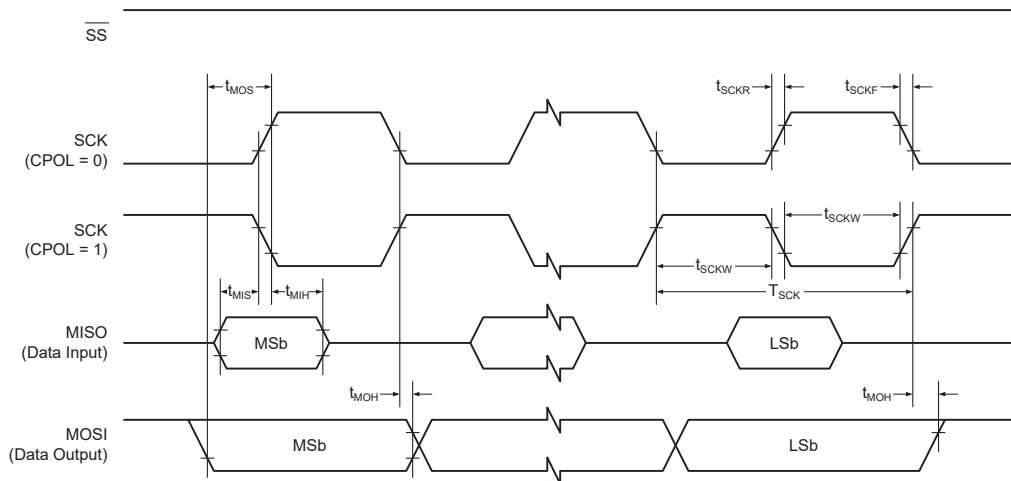 SS
tMOS
tSCKR
tSCKF
SCK
(CPOL = 0)
SCK
(CPOL = 1)
tSCKW
tSCKW
TSCK
tMIS
tMIH
MISO
(Data Input)
MSb
LSb
tMOH
tMOH
MOSI
(Data Output)
MSb
LSb